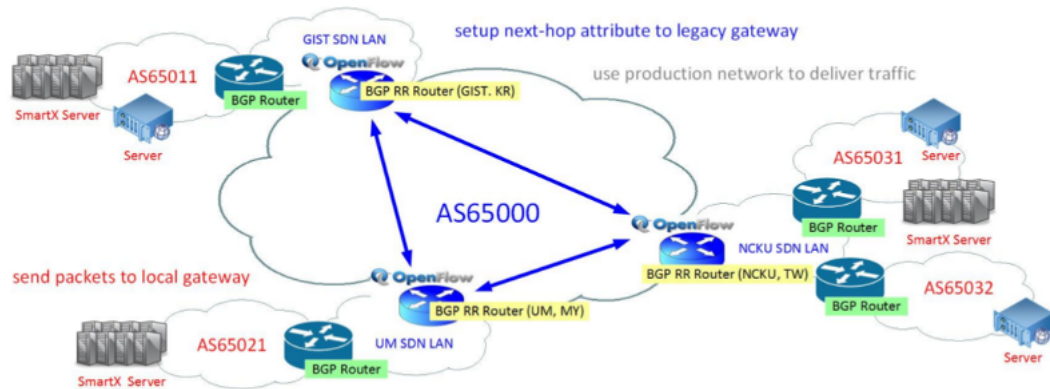 GIST SDN LAN
setup next-hop attribute to legacy gateway
OpenFlow
use production network to deliver traffic
AS65011
BGP RR Router (GIST. KR)
BGP Router
SmartX Server
Server
AS65031
Server
AS65000
BGP Router
SmartX Server
OpenFlow
NCKU SDN LAN
BGP RR Router (NCKU, TW)
send packets to local gateway
OpenFlow
BGP Router
AS65032
BGP RR Router (UM, MY)
AS65021
UM SDN LAN
BGP Router
SmartX Server
Server